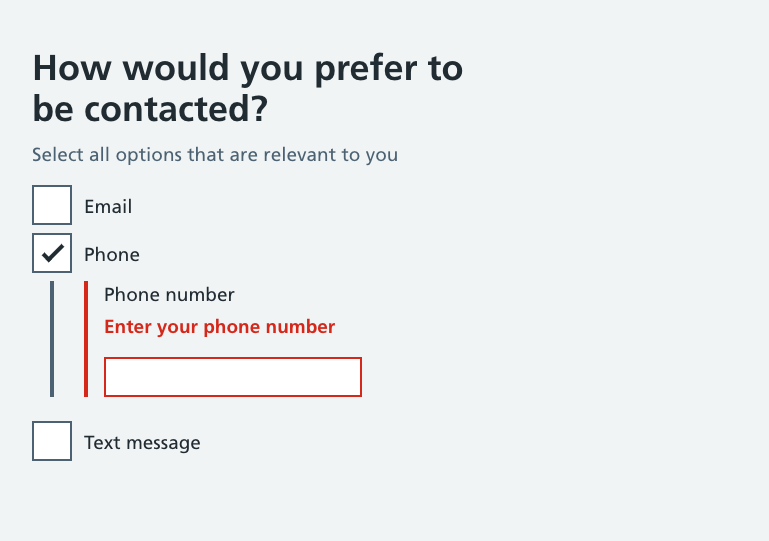 How would you prefer to
be contacted?
Select all options that are relevant to you
Email
Phone
Phone number
Enter your phone number
Text message